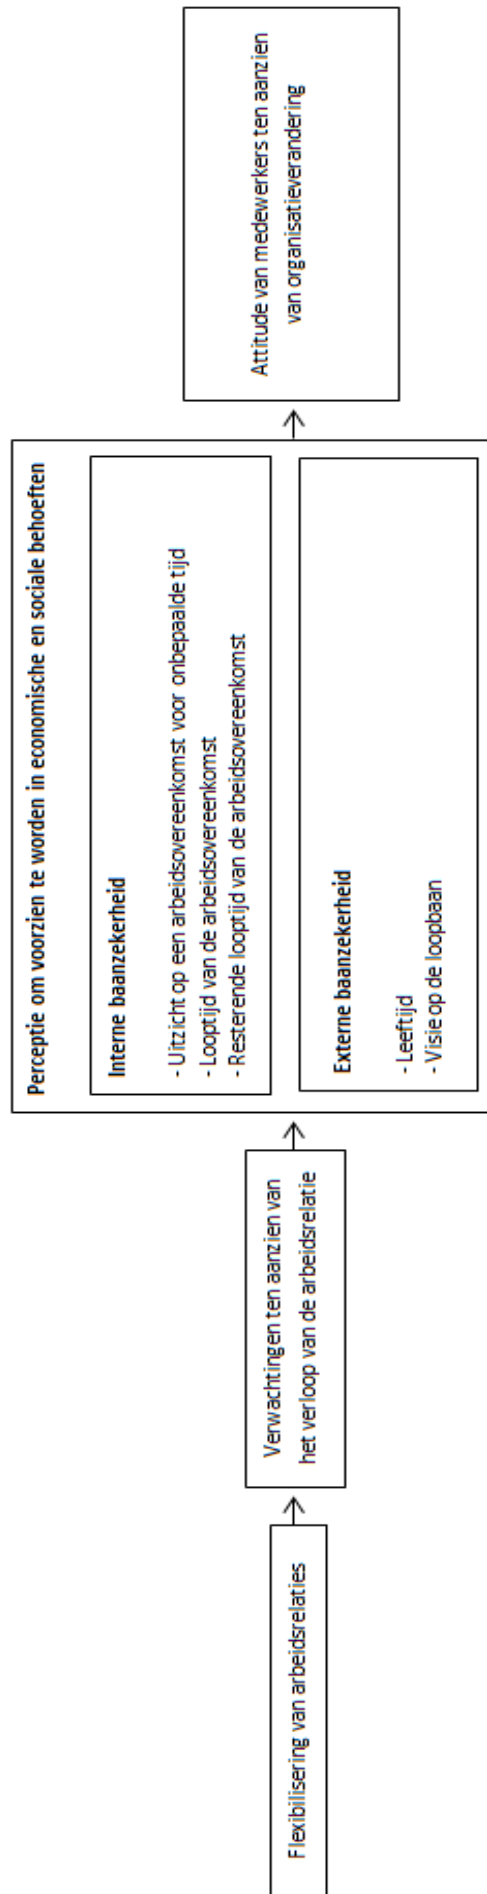 Flexibilisering van arbeidsrelaties
Verwachtingen ten aanzien van
het verloop van de arbeidsrelatie
Perceptie om voorzien te worden in economische en sociale behoeften
Interne baanzekerheid
- Uitzicht op een arbeidsovereenkomst voor onbepaalde tijd
- Looptijd van de arbeidsovereenkomst
- Resterende looptijd van de arbeidsovereenkomst
Externe baanzekerheid
- Leeftijd
- Visie op de loopbaan
Attitude van medewerkers ten aanzien
van organisatieverandering